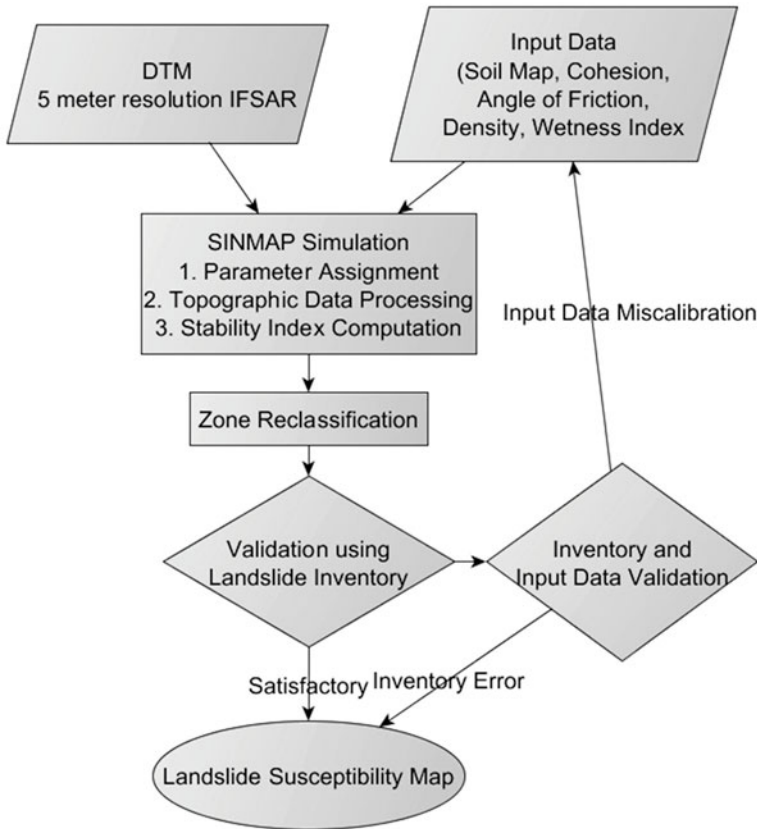 DTM
5 meter resolution IFSAR
Input Data
(Soil Map, Cohesion,
Angle of Friction,
Density, Wetness Index
SINMAP Simulation
1. Parameter Assignment
2. Topographic Data Processing
3. Stability Index Computation
Input Data Miscalibration
Zone Reclassification
Validation using
Landslide Inventory
Inventory and
Input Data Validation
Satisfactory
Inventory Error
Landslide Susceptibility Map